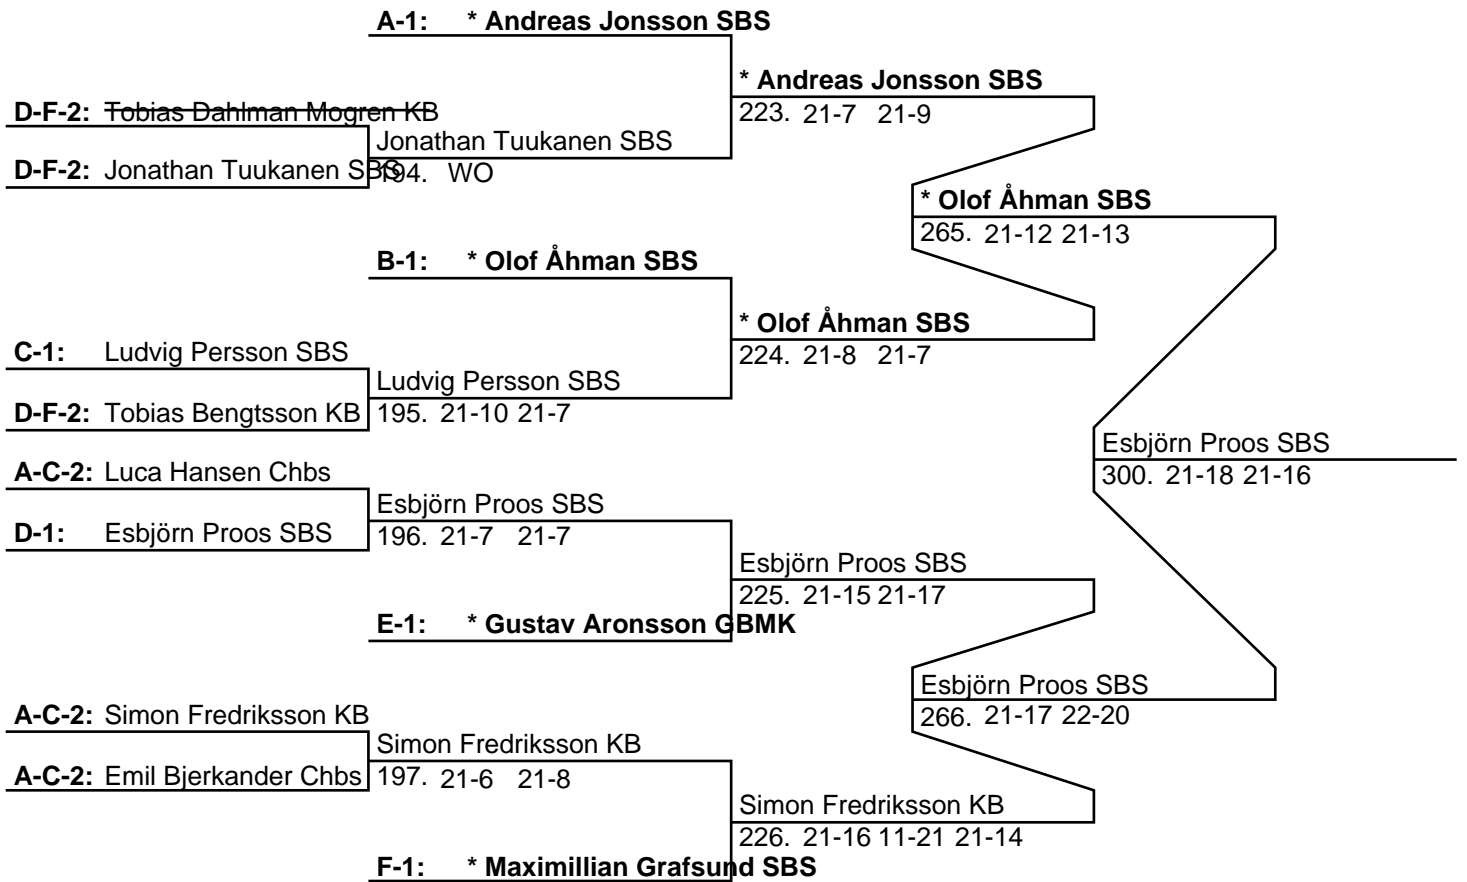 A-1: * Andreas Jonsson SBS
* Andreas Jonsson SBS
D-F-2: Tobias Dahlman Mogren KB
223. 21-7 21-9
Jonathan Tuukanen SBS
D-F-2: Jonathan Tuukanen SBS
194. WO
* Olof Åhman SBS
265. 21-12 21-13
B-1: * Olof Åhman SBS
* Olof Åhman SBS
C-1: Ludvig Persson SBS
224. 21-8 21-7
Ludvig Persson SBS
D-F-2: Tobias Bengtsson KB
195. 21-10 21-7
Esbjörn Proos SBS
A-C-2: Luca Hansen Chbs
300. 21-18 21-16
Esbjörn Proos SBS
D-1: Esbjörn Proos SBS
196. 21-7 21-7
Esbjörn Proos SBS
225. 21-15 21-17
E-1: * Gustav Aronsson GBMK
Esbjörn Proos SBS
A-C-2: Simon Fredriksson KB
266. 21-17 22-20
Simon Fredriksson KB
A-C-2: Emil Bjerkander Chbs
197. 21-6 21-8
Simon Fredriksson KB
226. 21-16 11-21 21-14
F-1: * Maximillian Grafsund SBS